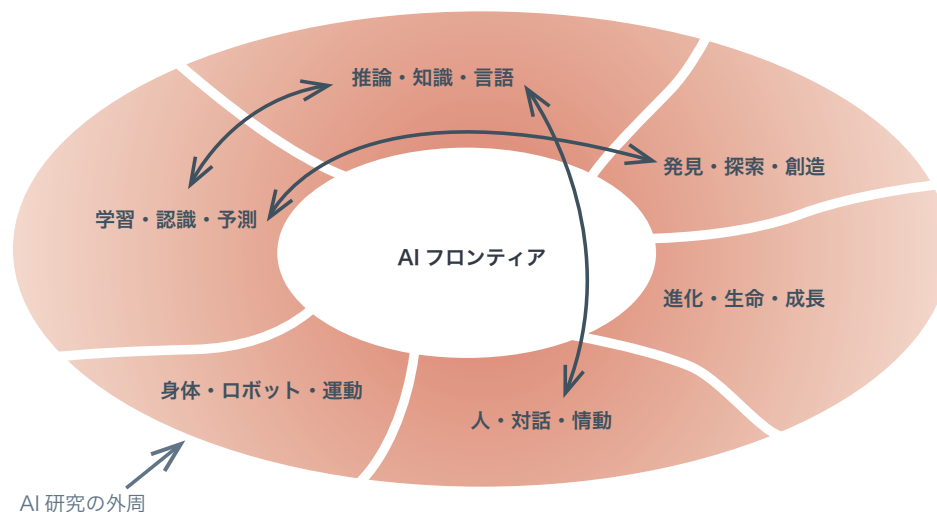 推論・知識・言語
発見・探索・創造
学習・認識・予測
AI フロンティア
進化・生命・成長
身体・ロボット・運動
人・対話・情動
AI 研究の外周